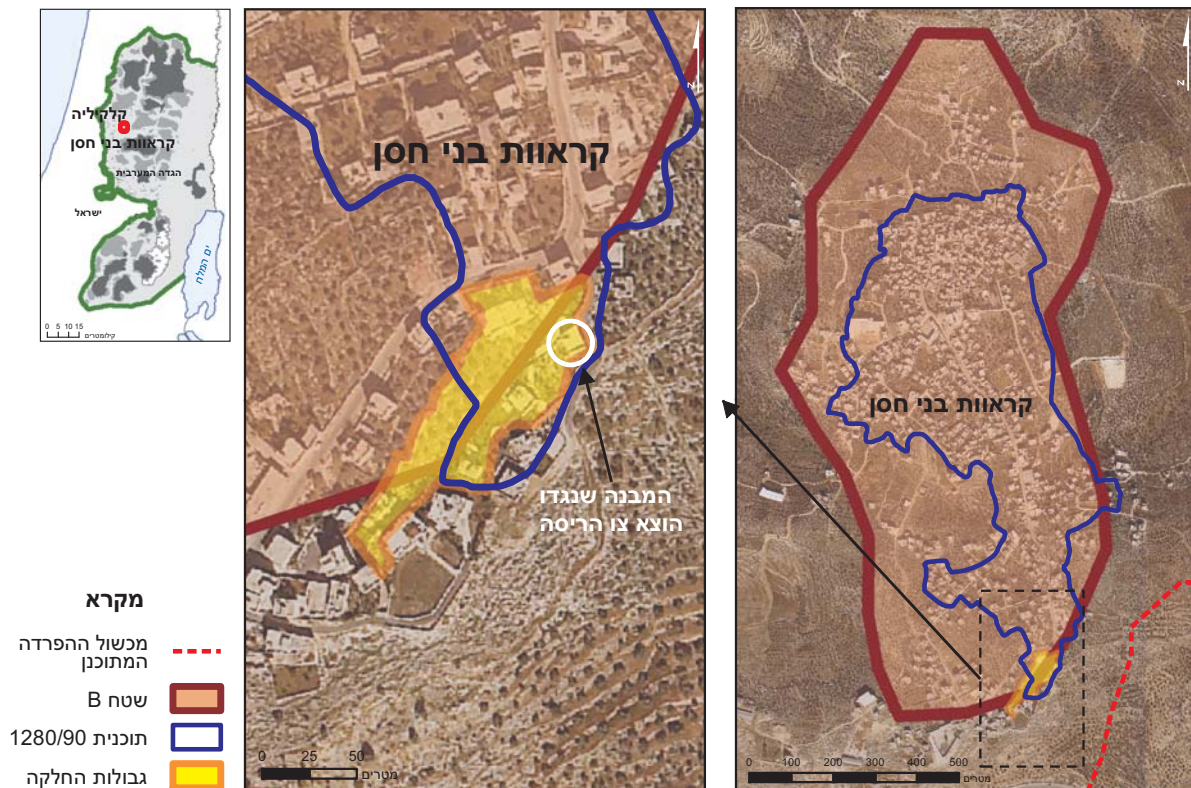 קלקיליה
קראוות בני חסן
הגדה המערבית
ישראל
ים המלח
0 5 10 15
קילומטרים
מקרא
מכשול ההפרדה
המתוכנן
שטח B
תוכנית 1280/90
גבולות החלקה
N
קראוות בני חסן
המבנה שנגדו
הוצא צו הריסה
0 25 50
מטרים
N
קראוות בני חסן
0 100 200 300 400 500
מטרים